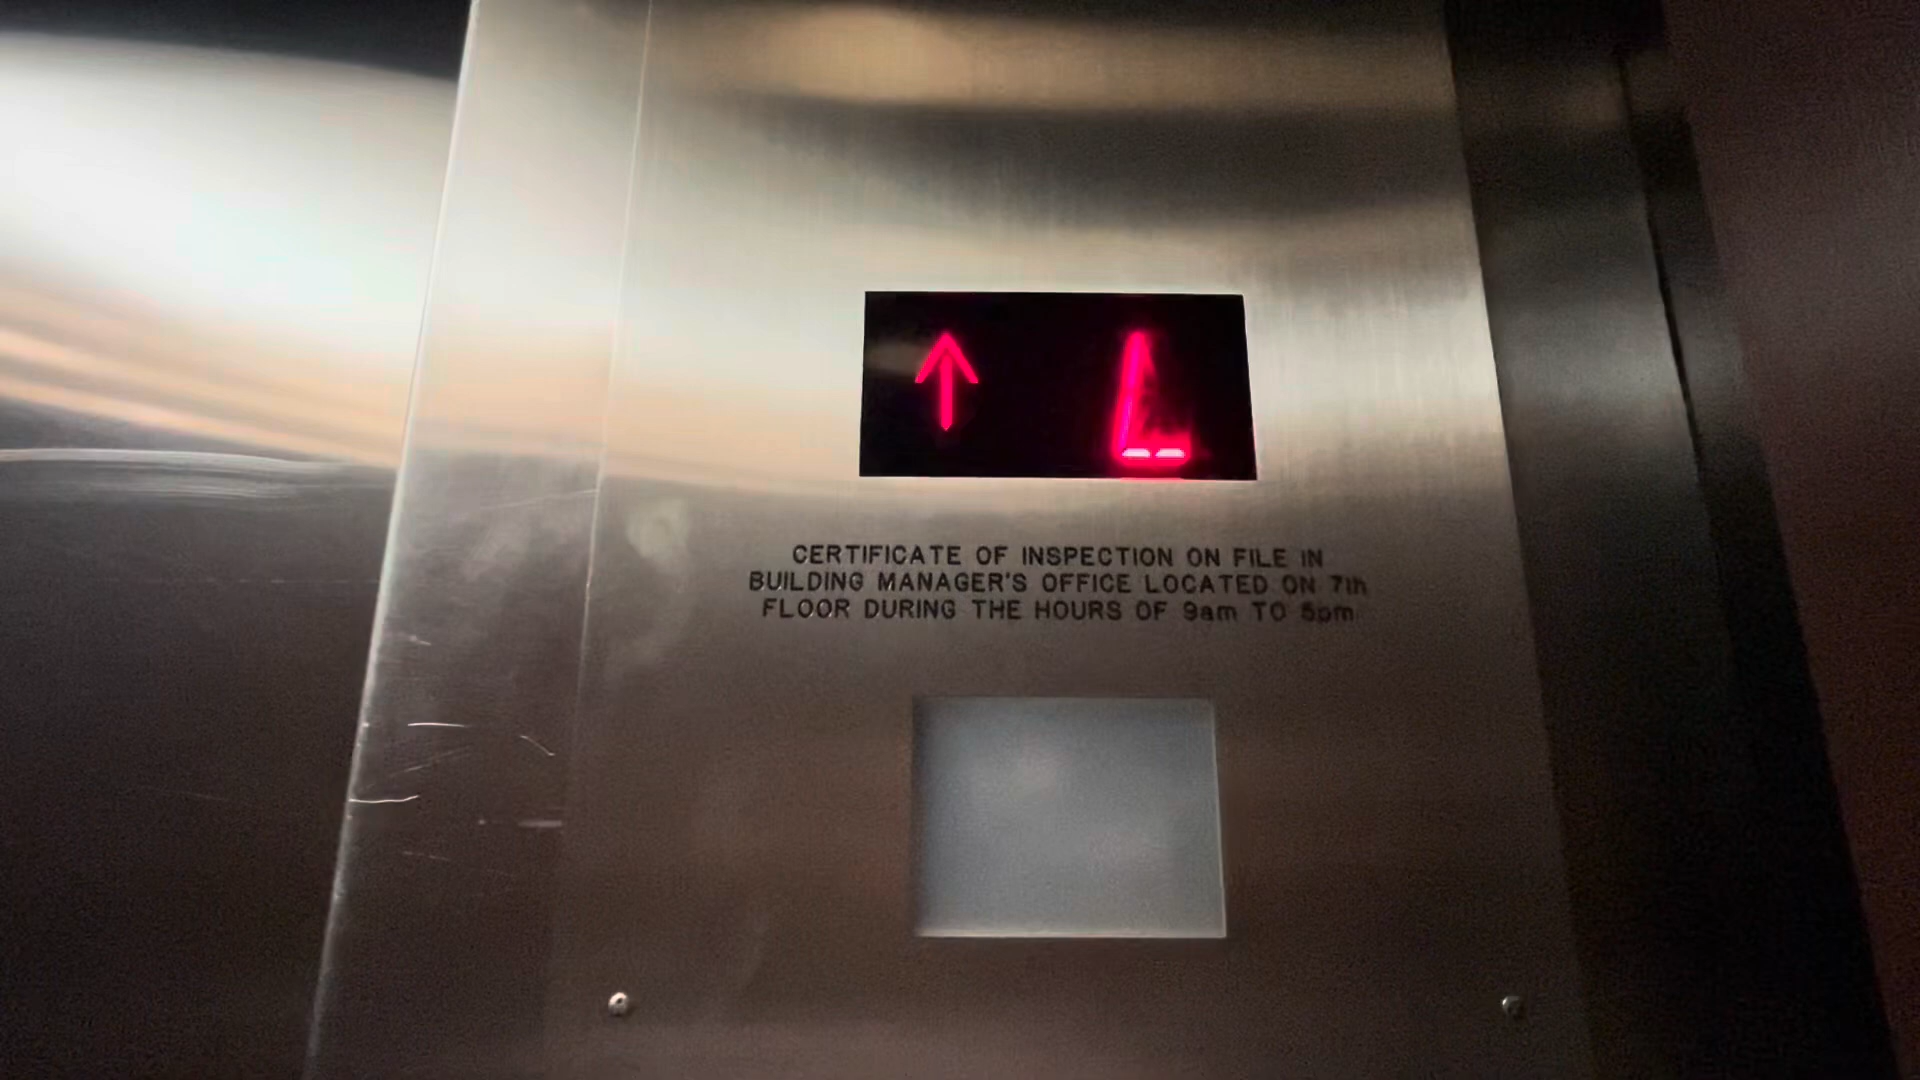 ↑ L
CERTIFICATE OF INSPECTION ON FILE IN
BUILDING MANAGER'S OFFICE LOCATED ON 7th
FLOOR DURING THE HOURS OF 9am TO 5pm